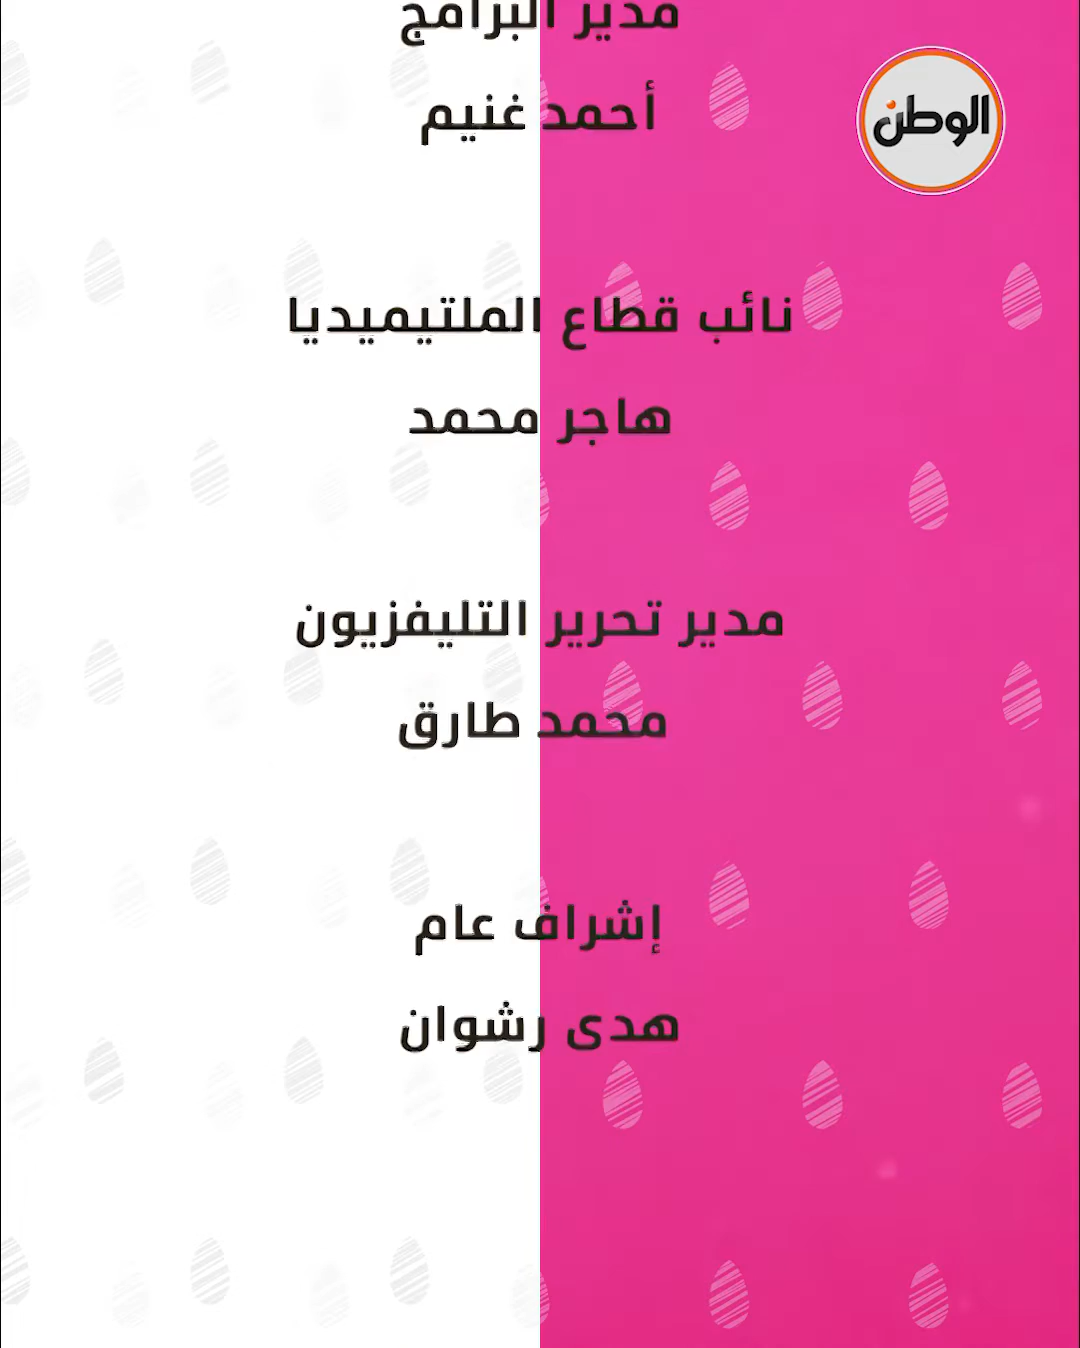 مدير البرامج
أحمد غنيم
الوطن
نائب قطاع الملتيميديا
هاجر محمد
مدير تحرير التليفزيون
محمد طارق
إشراف عام
هدى رشوان